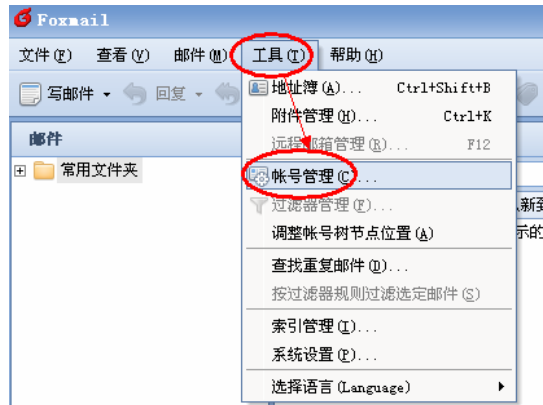 Foxmail
文件(F) 查看(V) 邮件(M) 工具(T) 帮助(H)
写邮件 回复
地址簿(A)... Ctrl+Shift+B
附件管理(H)... Ctrl+K
邮件
远程邮箱管理(R)... F12
常用文件夹
帐号管理(C)...
过滤器管理(F)...
新到
调整帐号树节点位置(A)
示的
查找重复邮件(D)...
按过滤器规则过滤选定邮件(S)
索引管理(I)...
系统设置(P)...
选择语言(Language)